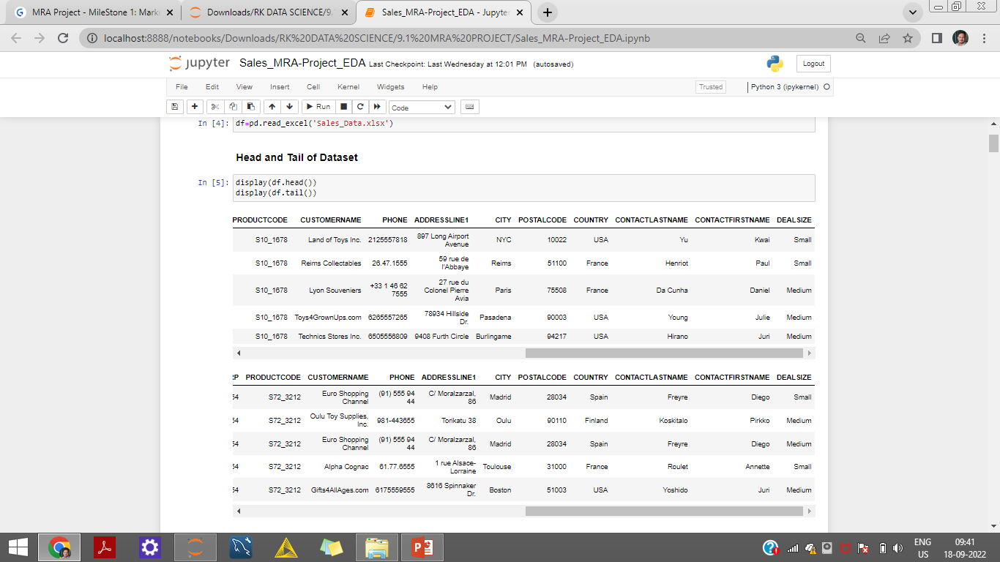 MRA Project - MileStone 1: Mark
Downloads/RK DATA SCIENCE/9.
Sales_MRA-Project_EDA - Jupyter
localhost:8888/notebooks/Downloads/RK%20DATA%20SCIENCE/9.1%20MRA%20PROJECT/Sales_MRA-Project_EDA.ipynb
jupyter Sales_MRA-Project_EDA Last Checkpoint: Last Wednesday at 12:01 PM (autosaved) Logout
File Edit View Insert Cell Kernel Widgets Help Trusted Python 3 (ipykernel)
Run Code
In [4]: df=pd.read_excel('Sales_Data.xlsx')
Head and Tail of Dataset
In [5]: display(df.head())
display(df.tail())
PRODUCTCODE CUSTOMERNAME PHONE ADDRESSLINE1 CITY POSTALCODE COUNTRY CONTACTLASTNAME CONTACTFIRSTNAME DEALSIZE
S10_1678 Land of Toys Inc. 2125557818 897 Long Airport Avenue NYC 10022 USA Yu Kwai Small
S10_1678 Reims Collectables 26.47.1555 59 rue de l'Abbaye Reims 51100 France Henriot Paul Small
S10_1678 Lyon Souveniers +33 1 46 62 7555 27 rue du Colonel Pierre Avia Paris 75508 France Da Cunha Daniel Medium
S10_1678 Toys4GrownUps.com 6265557265 78934 Hillside Dr. Pasadena 90003 USA Young Julie Medium
S10_1678 Technics Stores Inc. 6505556809 9408 Furth Circle Burlingame 94217 USA Hirano Juri Medium
RP PRODUCTCODE CUSTOMERNAME PHONE ADDRESSLINE1 CITY POSTALCODE COUNTRY CONTACTLASTNAME CONTACTFIRSTNAME DEALSIZE
54 S72_3212 Euro Shopping Channel (91) 555 94 44 C/ Moralzarzal, 86 Madrid 28034 Spain Freyre Diego Small
54 S72_3212 Oulu Toy Supplies, Inc. 981-443655 Torikatu 38 Oulu 90110 Finland Koskitalo Pirkko Medium
54 S72_3212 Euro Shopping Channel (91) 555 94 44 C/ Moralzarzal, 86 Madrid 28034 Spain Freyre Diego Medium
54 S72_3212 Alpha Cognac 61.77.6555 1 rue Alsace-Lorraine Toulouse 31000 France Roulet Annette Small
54 S72_3212 Gifts4AllAges.com 6175559555 8616 Spinnaker Dr. Boston 51003 USA Yoshido Juri Medium
ENG 09:41
US 18-09-2022